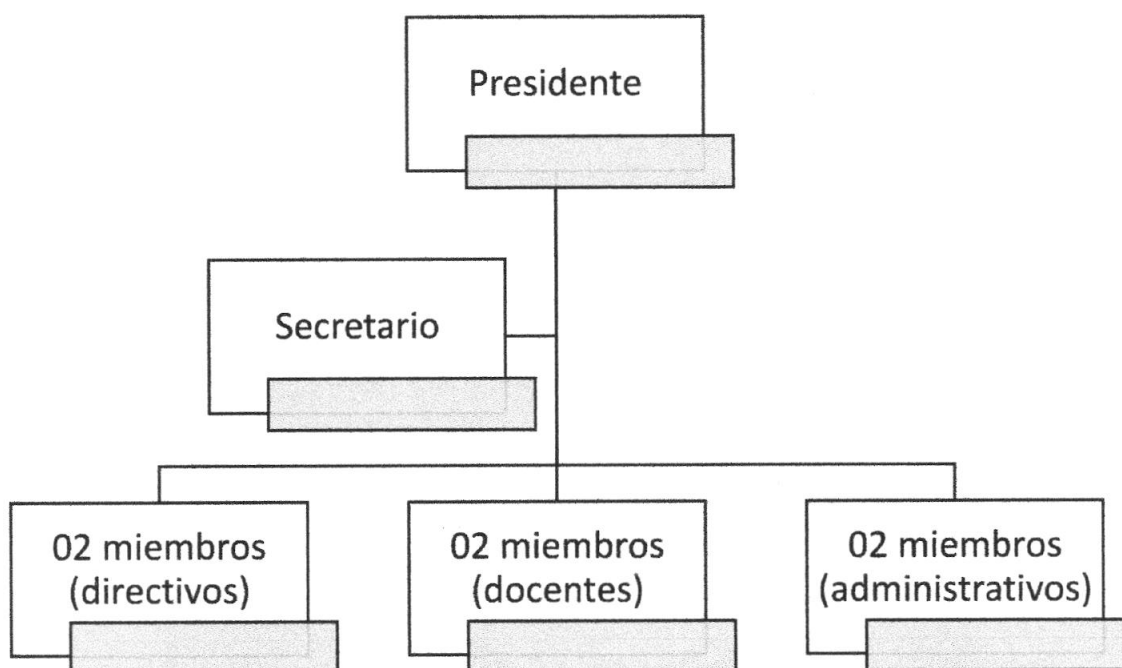 Presidente
Secretario
02 miembros
(directivos)
02 miembros
(docentes)
02 miembros
(administrativos)